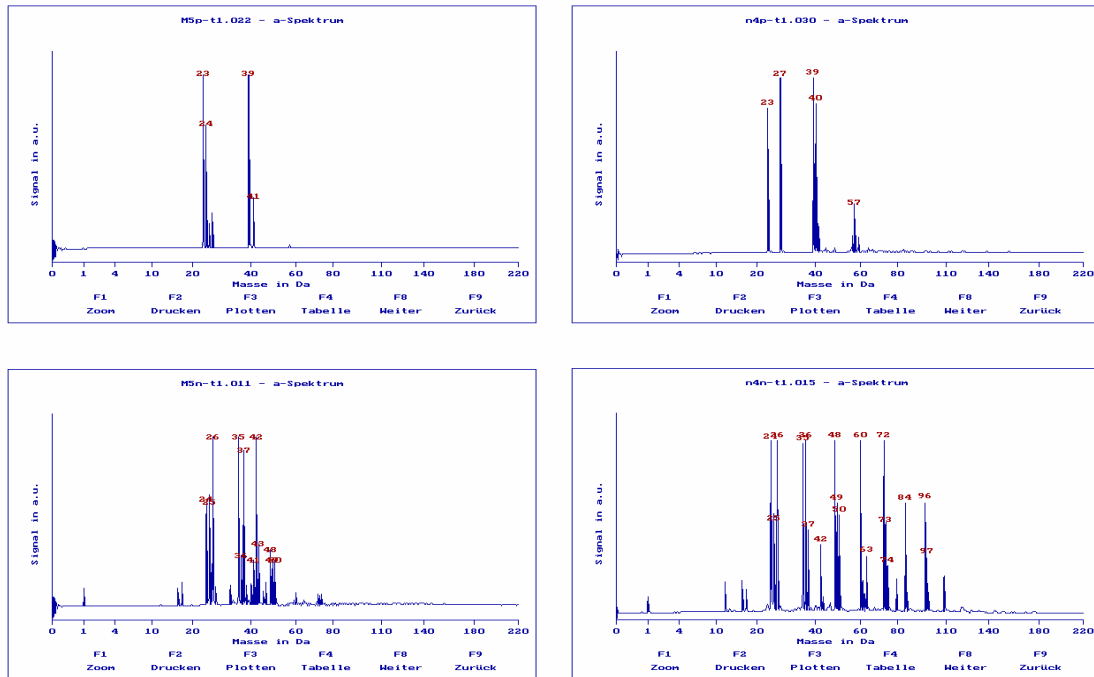 M5p-t1.022 - a-Spektrum
Signal in a.u.
23
39
24
41
0 1 4 10 20 40 60 80 110 140 180 220
Masse in Da
F1 F2 F3 F4 F8 F9
Zoom Drucken Plotten Tabelle Weiter Zurück
n4p-t1.030 - a-Spektrum
Signal in a.u.
39
27
40
23
57
0 1 4 10 20 40 60 80 110 140 180 220
Masse in Da
F1 F2 F3 F4 F8 F9
Zoom Drucken Plotten Tabelle Weiter Zurück
M5n-t1.011 - a-Spektrum
Signal in a.u.
26 35 42
37
24
25
43
48
36
41
0 1 4 10 20 40 60 80 110 140 180 220
Masse in Da
F1 F2 F3 F4 F8 F9
Zoom Drucken Plotten Tabelle Weiter Zurück
n4n-t1.015 - a-Spektrum
Signal in a.u.
26 36 48 60 72
49 84 96
25 50
37 73
42
53 97
74
0 1 4 10 20 40 60 80 110 140 180 220
Masse in Da
F1 F2 F3 F4 F8 F9
Zoom Drucken Plotten Tabelle Weiter Zurück